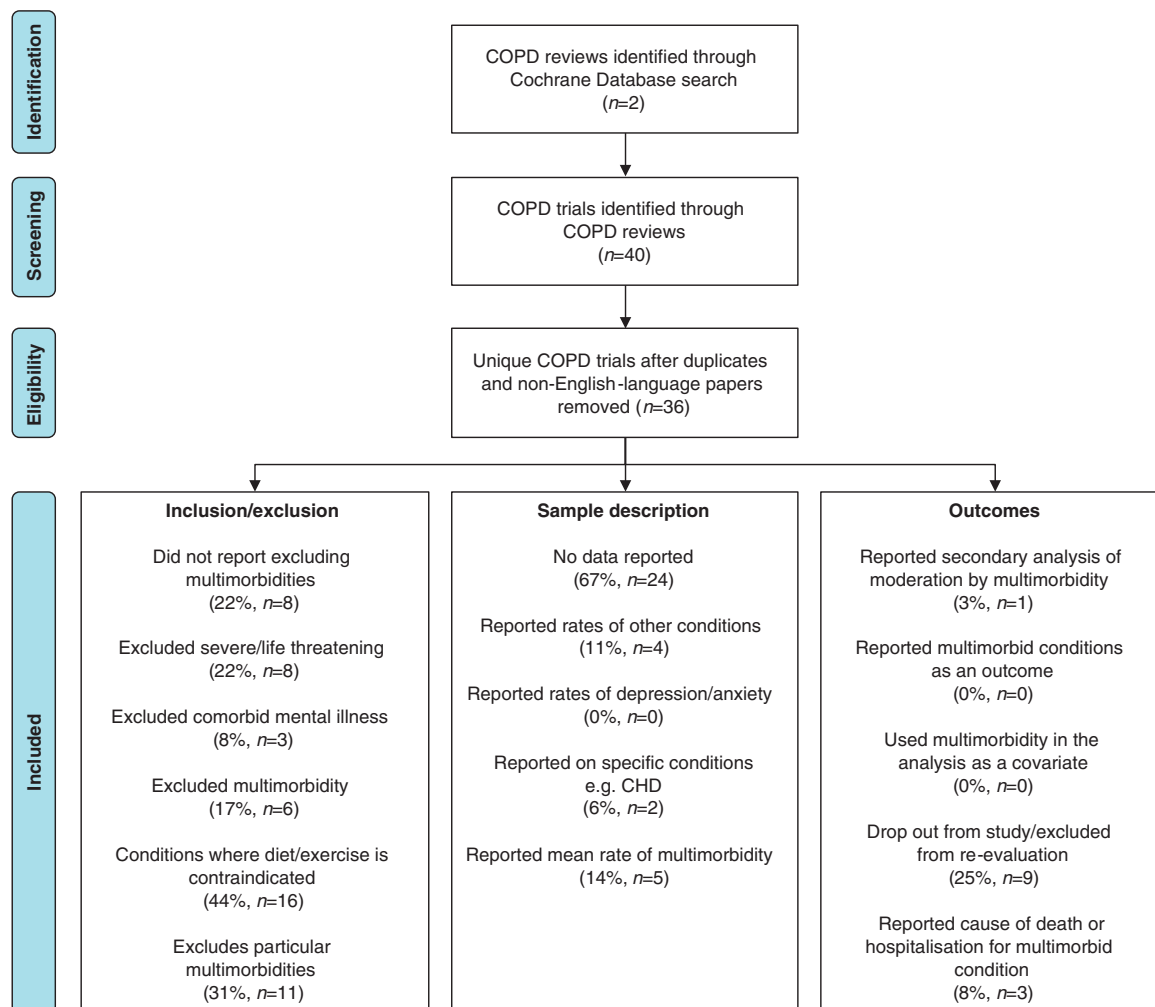 Identification
COPD reviews identified through
Cochrane Database search
(n=2)
Screening
COPD trials identified through
COPD reviews
(n=40)
Eligibility
Unique COPD trials after duplicates
and non-English-language papers
removed (n=36)
Included
Inclusion/exclusion
Did not report excluding
multimorbidities
(22%, n=8)
Excluded severe/life threatening
(22%, n=8)
Excluded comorbid mental illness
(8%, n=3)
Excluded multimorbidity
(17%, n=6)
Conditions where diet/exercise is
contraindicated
(44%, n=16)
Excludes particular
multimorbidities
(31%, n=11)
Sample description
No data reported
(67%, n=24)
Reported rates of other conditions
(11%, n=4)
Reported rates of depression/anxiety
(0%, n=0)
Reported on specific conditions
e.g. CHD
(6%, n=2)
Reported mean rate of multimorbidity
(14%, n=5)
Outcomes
Reported secondary analysis of
moderation by multimorbidity
(3%, n=1)
Reported multimorbid conditions
as an outcome
(0%, n=0)
Used multimorbidity in the
analysis as a covariate
(0%, n=0)
Drop out from study/excluded
from re-evaluation
(25%, n=9)
Reported cause of death or
hospitalisation for multimorbid
condition
(8%, n=3)